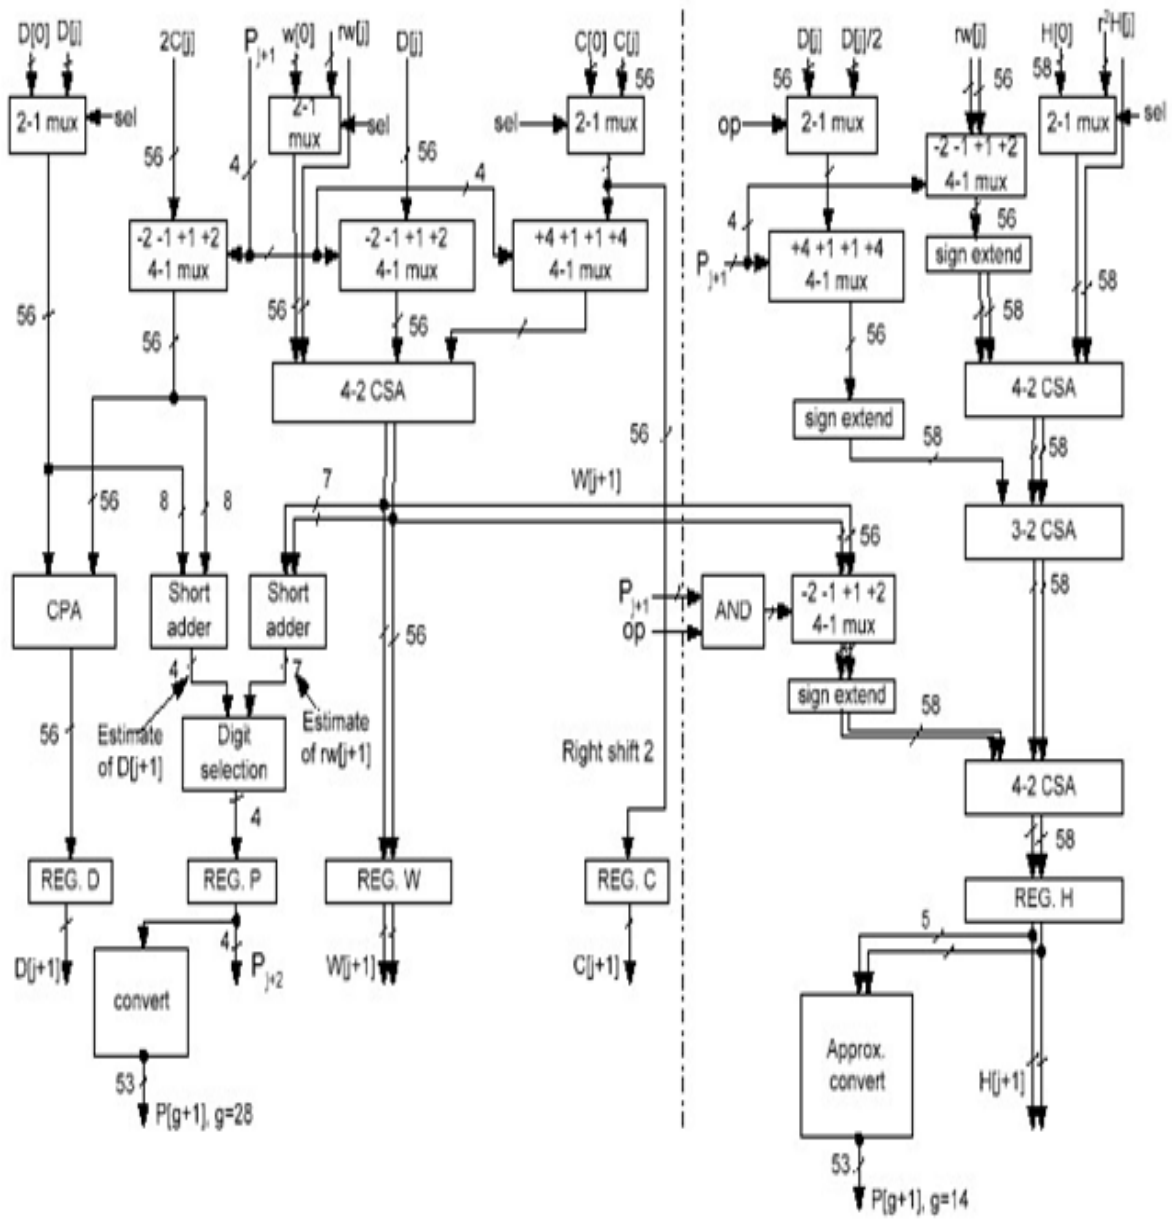 D[0] D[j] 2C[j] P j+1 w[0] rw[j] D[j] C[0] C[j] D[j] D[j]/2 rw[j] H[0] r²H[j]
56 56 56 58
2-1 mux sel 2-1 mux sel sel 2-1 mux op 2-1 mux 2-1 mux sel
-2 -1 +1 +2
4-1 mux
56 4 56 4 4 56
-2 -1 +1 +2
4-1 mux
-2 -1 +1 +2
4-1 mux
+4 +1 +1 +4
4-1 mux
P j+1
+4 +1 +1 +4
4-1 mux
sign extend
56 56 56 56 56 58 58
4-2 CSA
4-2 CSA
sign extend
56 58 58
56 8 8 7 W[j+1] 56
3-2 CSA
58
CPA
Short
adder
Short
adder
56
P j+1
op
AND
-2 -1 +1 +2
4-1 mux
4 7
sign extend
58
56
Estimate
of D[j+1]
Digit
selection
Estimate
of rw[j+1]
Right shift 2
4-2 CSA
4 58
REG. D REG. P REG. W REG. C REG. H
4 5
D[j+1] P j+2 W[j+1] C[j+1]
convert
Approx.
convert
H[j+1]
53
P[g+1], g=28
53
P[g+1], g=14